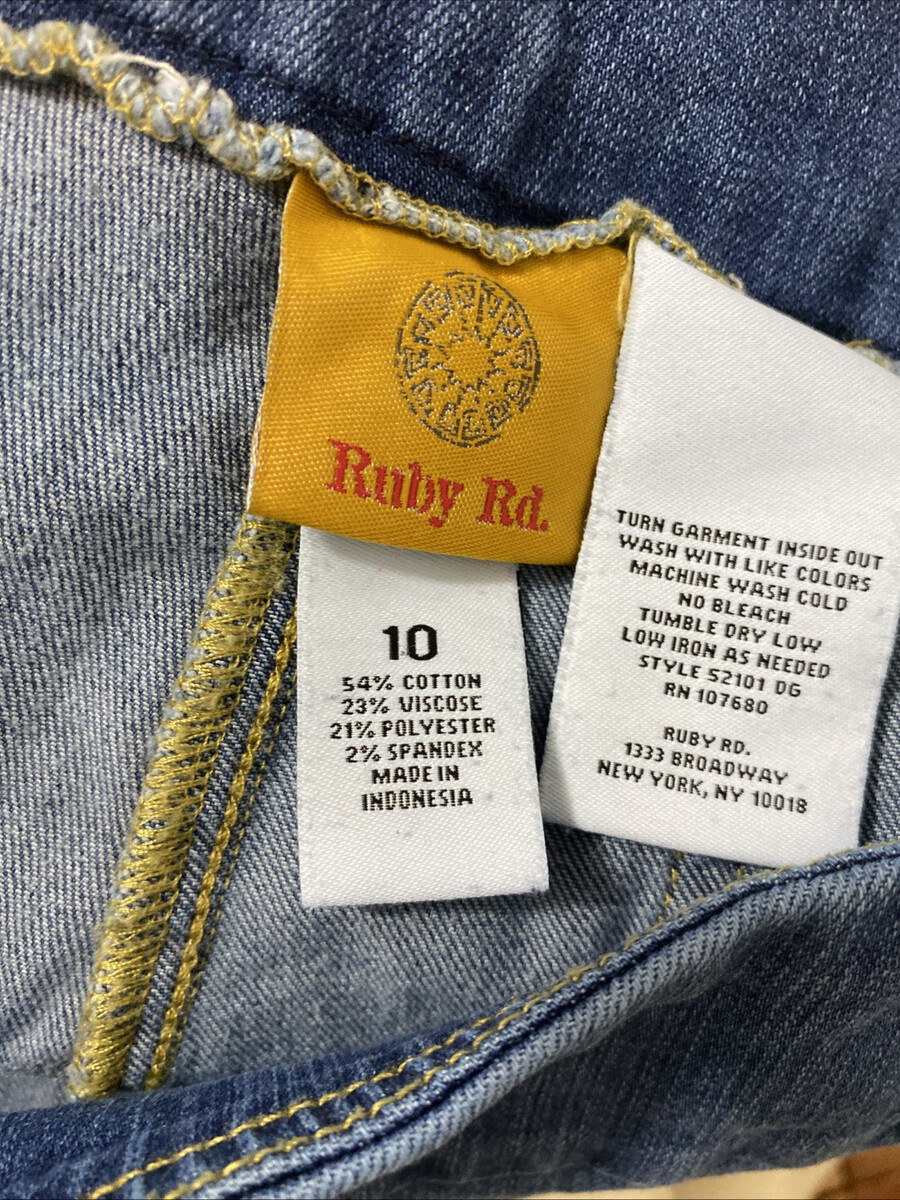 Ruby Rd.
10
54% COTTON
23% VISCOSE
21% POLYESTER
2% SPANDEX
MADE IN
INDONESIA
TURN GARMENT INSIDE OUT
WASH WITH LIKE COLORS
MACHINE WASH COLD
NO BLEACH
TUMBLE DRY LOW
LOW IRON AS NEEDED
STYLE 52101 DG
RN 107680
RUBY RD.
1333 BROADWAY
NEW YORK, NY 10018